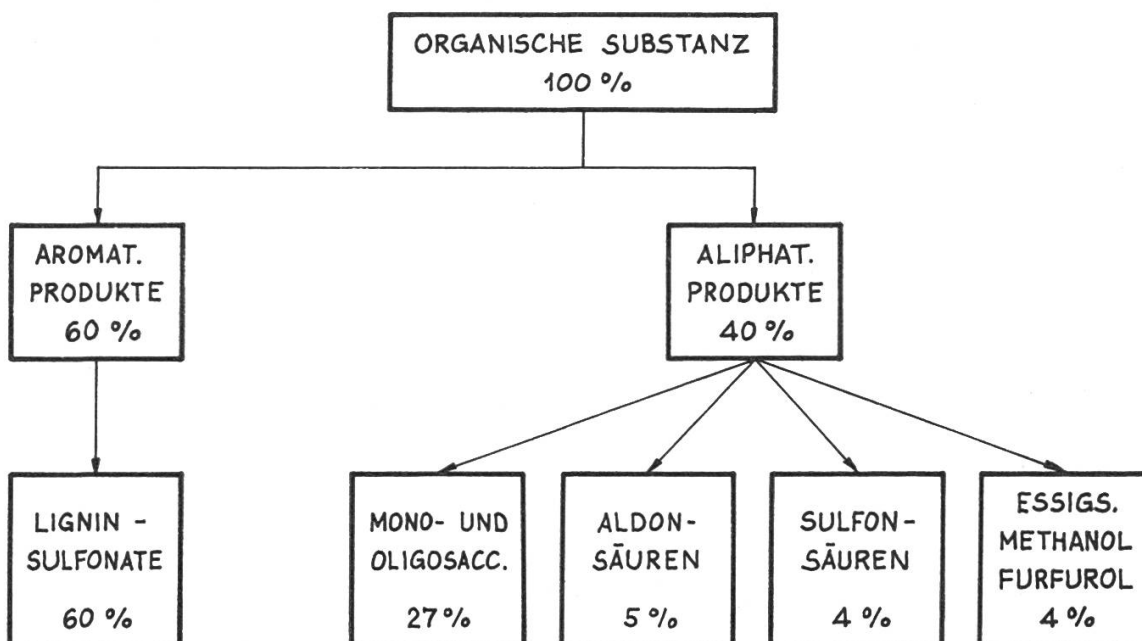 ORGANISCHE SUBSTANZ
100 %
AROMAT.
PRODUKTE
60 %
ALIPHAT.
PRODUKTE
40 %
LIGNIN -
SULFONATE
60 %
MONO- UND
OLIGOSACC.
27 %
ALDON-
SÄUREN
5 %
SULFON-
SÄUREN
4 %
ESSIGS.
METHANOL
FURFUROL
4 %